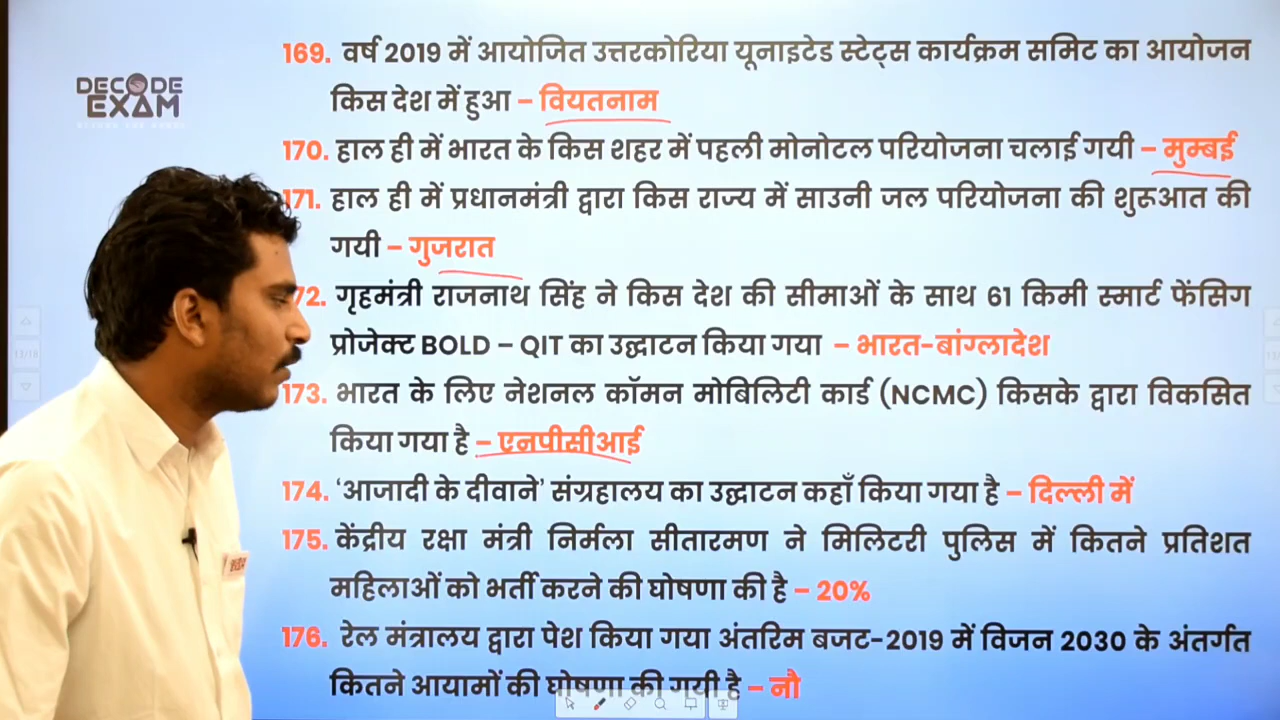 DECODE
EXAM
169. वर्ष 2019 में आयोजित उत्तरकोरिया यूनाइटेड स्टेट्स कार्यक्रम समिट का आयोजन
किस देश में हुआ – वियतनाम
170. हाल ही में भारत के किस शहर में पहली मोनोटल परियोजना चलाई गयी – मुम्बई
171. हाल ही में प्रधानमंत्री द्वारा किस राज्य में साउनी जल परियोजना की शुरूआत की
गयी – गुजरात
72. गृहमंत्री राजनाथ सिंह ने किस देश की सीमाओं के साथ 61 किमी स्मार्ट फेंसिग
प्रोजेक्ट BOLD – QIT का उद्घाटन किया गया – भारत-बांग्लादेश
173. भारत के लिए नेशनल कॉमन मोबिलिटी कार्ड (NCMC) किसके द्वारा विकसित
किया गया है – एनपीसीआई
174. ‘आजादी के दीवाने’ संग्रहालय का उद्घाटन कहाँ किया गया है – दिल्ली में
175. केंद्रीय रक्षा मंत्री निर्मला सीतारमण ने मिलिटरी पुलिस में कितने प्रतिशत
महिलाओं को भर्ती करने की घोषणा की है – 20%
176. रेल मंत्रालय द्वारा पेश किया गया अंतरिम बजट-2019 में विजन 2030 के अंतर्गत
कितने आयामों की घोषणा की गयी है – नौ